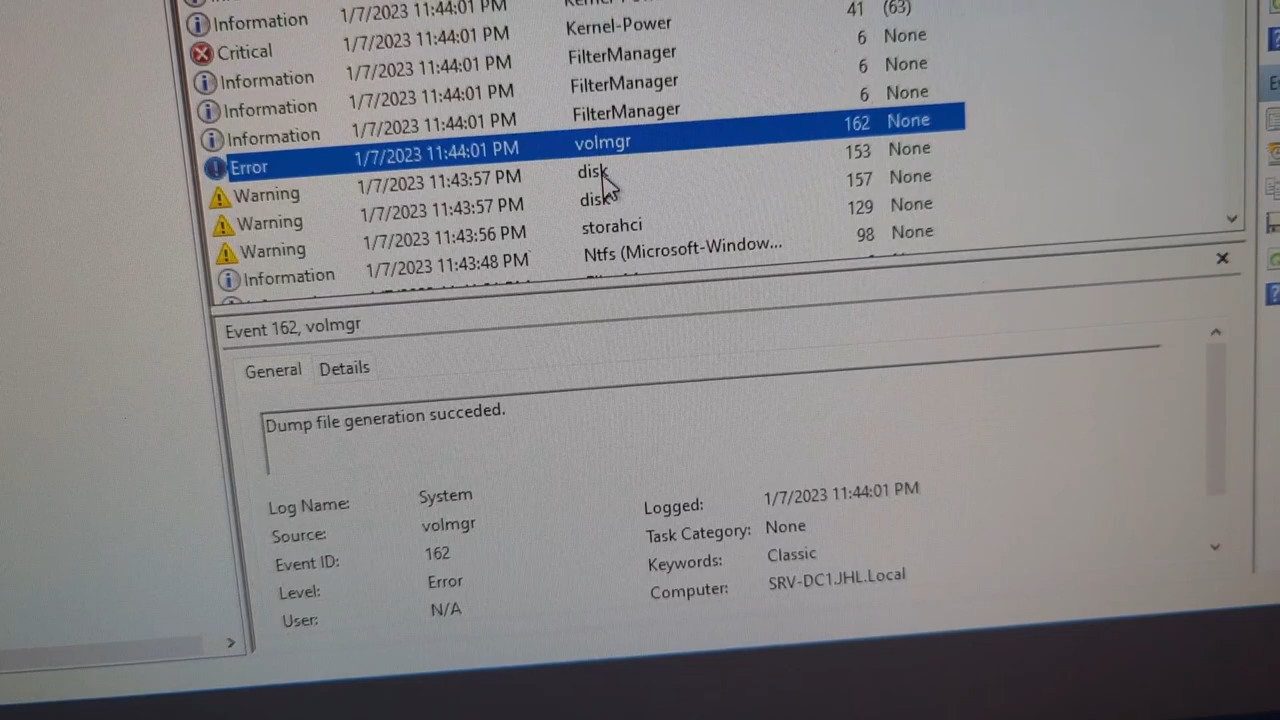 Information 1/7/2023 11:44:01 PM
Critical 1/7/2023 11:44:01 PM Kernel-Power 41 (63)
Information 1/7/2023 11:44:01 PM FilterManager 6 None
Information 1/7/2023 11:44:01 PM FilterManager 6 None
Information 1/7/2023 11:44:01 PM FilterManager 6 None
Error 1/7/2023 11:44:01 PM volmgr 162 None
Warning 1/7/2023 11:43:57 PM disk 153 None
Warning 1/7/2023 11:43:57 PM disk 157 None
Warning 1/7/2023 11:43:56 PM storahci 129 None
Information 1/7/2023 11:43:48 PM Ntfs (Microsoft-Window... 98 None
Event 162, volmgr
General Details
Dump file generation succeded.
Log Name: System Logged: 1/7/2023 11:44:01 PM
Source: volmgr Task Category: None
Event ID: 162 Keywords: Classic
Level: Error Computer: SRV-DC1.JHL.Local
User: N/A